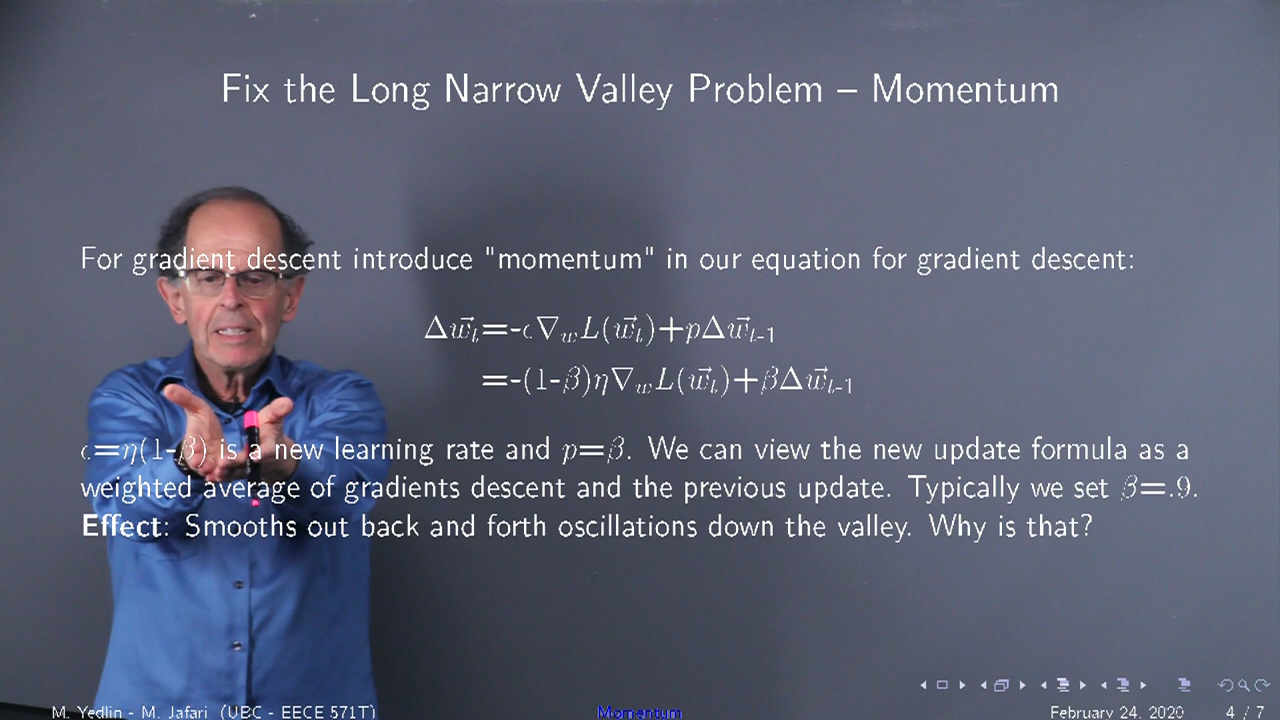 Fix the Long Narrow Valley Problem – Momentum
For gradient descent introduce "momentum" in our equation for gradient descent:
Δw⃗ₜ=-ϵ∇_w L(w⃗ₜ)+pΔw⃗ₜ₋₁
=-(1-β)η∇_w L(w⃗ₜ)+βΔw⃗ₜ₋₁
ϵ=η(1-β) is a new learning rate and p=β. We can view the new update formula as a
weighted average of gradients descent and the previous update. Typically we set β=.9.
Effect: Smooths out back and forth oscillations down the valley. Why is that?
M. Yedlin - M. Jafari (UBC - EECE 571T)
Momentum
February 24, 2020
4 / 7